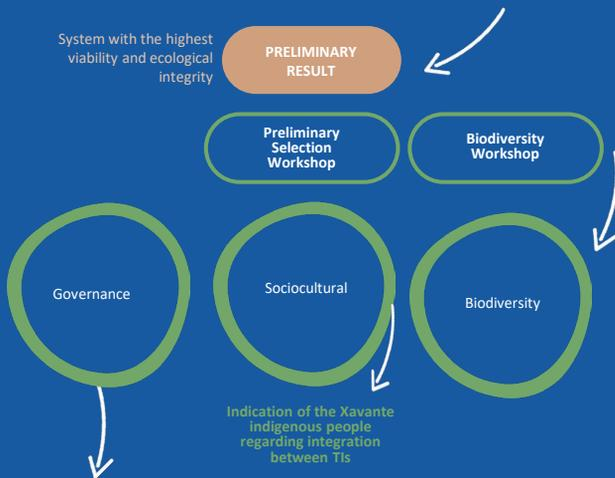 System with the highest
viability and ecological
integrity
PRELIMINARY
RESULT
Preliminary
Selection
Workshop
Biodiversity
Workshop
Governance
Sociocultural
Biodiversity
Indication of the Xavante
indigenous people
regarding integration
between TIs